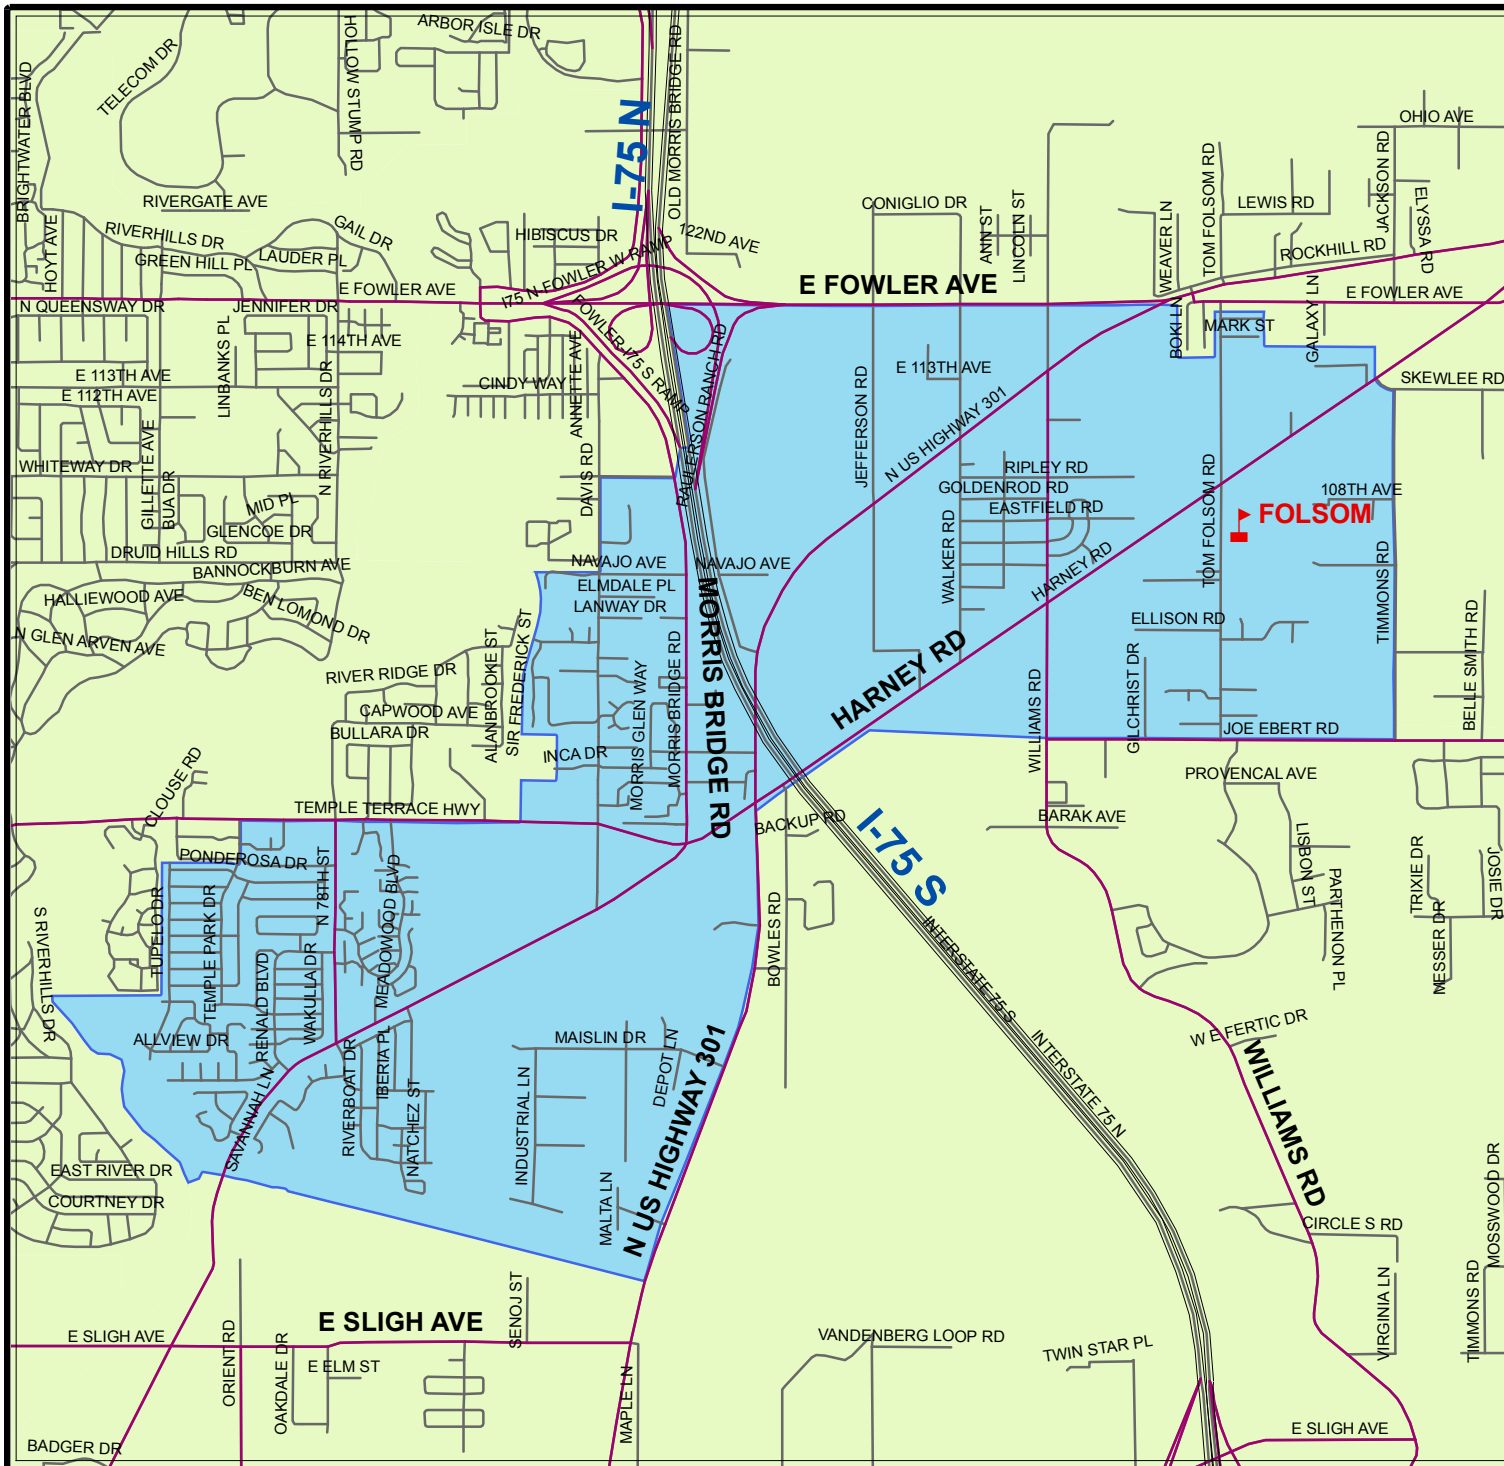 ARBOR ISLE DR
TELECOM DR
HOLLOW STUMP RD
OLD MORRIS BRIDGE RD
BRIGHTWATER BLVD
I-75 N
OHIO AVE
RIVERGATE AVE
CONIGLIO DR
ANN ST
LINCOLN ST
WEAVER LN
TOM FOLSOM RD
LEWIS RD
JACKSON RD
ELYSSA RD
HOYT AVE
RIVERHILLS DR
GAIL DR
HIBISCUS DR
122ND AVE
ROCKHILL RD
GREEN HILL PL
LAUDER PL
I75 N-FOWLER W RAMP
E FOWLER AVE
E FOWLER AVE
E FOWLER AVE
N QUEENSWAY DR
JENNIFER DR
FOWLER-I75 S RAMP
BOKI LN
MARK ST
GALAXY LN
LINBANKS PL
E 114TH AVE
ANNETTE AVE
RAULERSON RANCH RD
E 113TH AVE
E 113TH AVE
E 112TH AVE
CINDY WAY
JEFFERSON RD
SKEWLEE RD
N US HIGHWAY 301
GILLETTE AVE
N RIVERHILLS DR
DAVIS RD
WHITEWAY DR
BUA DR
RIPLEY RD
GOLDENROD RD
EASTFIELD RD
TOM FOLSOM RD
108TH AVE
FOLSOM
MID PL
GLENCOE DR
DRUID HILLS RD
BANNOCKBURN AVE
NAVAJO AVE
NAVAJO AVE
WALKER RD
HARNEY RD
TIMMONS RD
HALLIEWOOD AVE
BEN LOMOND DR
ELMDALE PL
LANWAY DR
ELLISON RD
N GLEN ARVEN AVE
ALANBROOKE ST
SIR FREDERICK ST
MORRIS BRIDGE RD
HARNEY RD
GILCHRIST DR
BELLE SMITH RD
RIVER RIDGE DR
MORRIS GLEN WAY
MORRIS BRIDGE RD
WILLIAMS RD
CAPWOOD AVE
BULLARA DR
INCA DR
JOE EBERT RD
CLOUSE RD
PROVENCAL AVE
TEMPLE TERRACE HWY
BACKUP RD
BARAK AVE
I-75 S
PONDEROSA DR
N 78TH ST
MEADOWOOD BLVD
LISBON ST
TRIXIE DR
JOSIE DR
TUPELO DR
TEMPLE PARK DR
BOWLES RD
PARTHENON PL
MESSER DR
S RIVERHILLS DR
RENALD BLVD
WAKULLA DR
INTERSTATE 75 S
ALLVIEW DR
MAISLIN DR
INTERSTATE 75 N
W E FERTIC DR
SAVANNAH LN
RIVERBOAT DR
IBERIA PL
NATCHEZ ST
INDUSTRIAL LN
DEPOT LN
N US HIGHWAY 301
WILLIAMS RD
EAST RIVER DR
COURTNEY DR
MALTA LN
CIRCLE S RD
MOSSWOOD DR
VIRGINIA LN
TIMMONS RD
E SLIGH AVE
E SLIGH AVE
ORIENT RD
OAKDALE DR
E ELM ST
SENOJ ST
MAPLE LN
VANDENBERG LOOP RD
TWIN STAR PL
E SLIGH AVE
BADGER DR